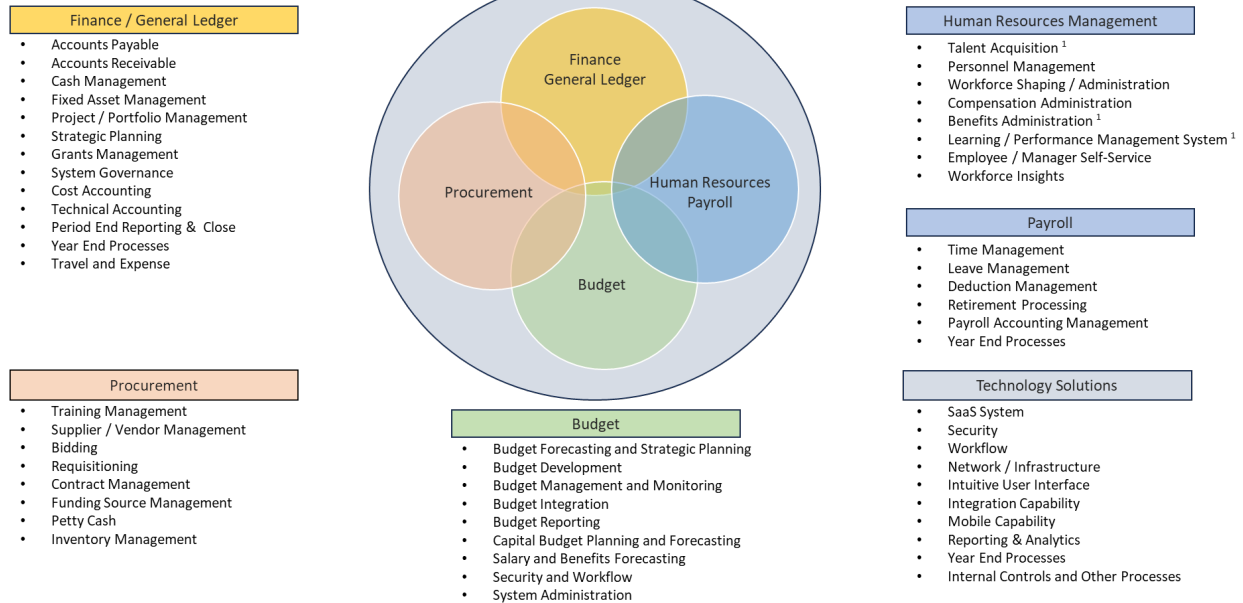 Finance / General Ledger
• Accounts Payable
• Accounts Receivable
• Cash Management
• Fixed Asset Management
• Project / Portfolio Management
• Strategic Planning
• Grants Management
• System Governance
• Cost Accounting
• Technical Accounting
• Period End Reporting & Close
• Year End Processes
• Travel and Expense
Procurement
• Training Management
• Supplier / Vendor Management
• Bidding
• Requisitioning
• Contract Management
• Funding Source Management
• Petty Cash
• Inventory Management
Finance
General Ledger
Procurement
Human Resources
Payroll
Budget
Budget
• Budget Forecasting and Strategic Planning
• Budget Development
• Budget Management and Monitoring
• Budget Integration
• Budget Reporting
• Capital Budget Planning and Forecasting
• Salary and Benefits Forecasting
• Security and Workflow
• System Administration
Human Resources Management
• Talent Acquisition 1
• Personnel Management
• Workforce Shaping / Administration
• Compensation Administration
• Benefits Administration 1
• Learning / Performance Management System 1
• Employee / Manager Self-Service
• Workforce Insights
Payroll
• Time Management
• Leave Management
• Deduction Management
• Retirement Processing
• Payroll Accounting Management
• Year End Processes
Technology Solutions
• SaaS System
• Security
• Workflow
• Network / Infrastructure
• Intuitive User Interface
• Integration Capability
• Mobile Capability
• Reporting & Analytics
• Year End Processes
• Internal Controls and Other Processes